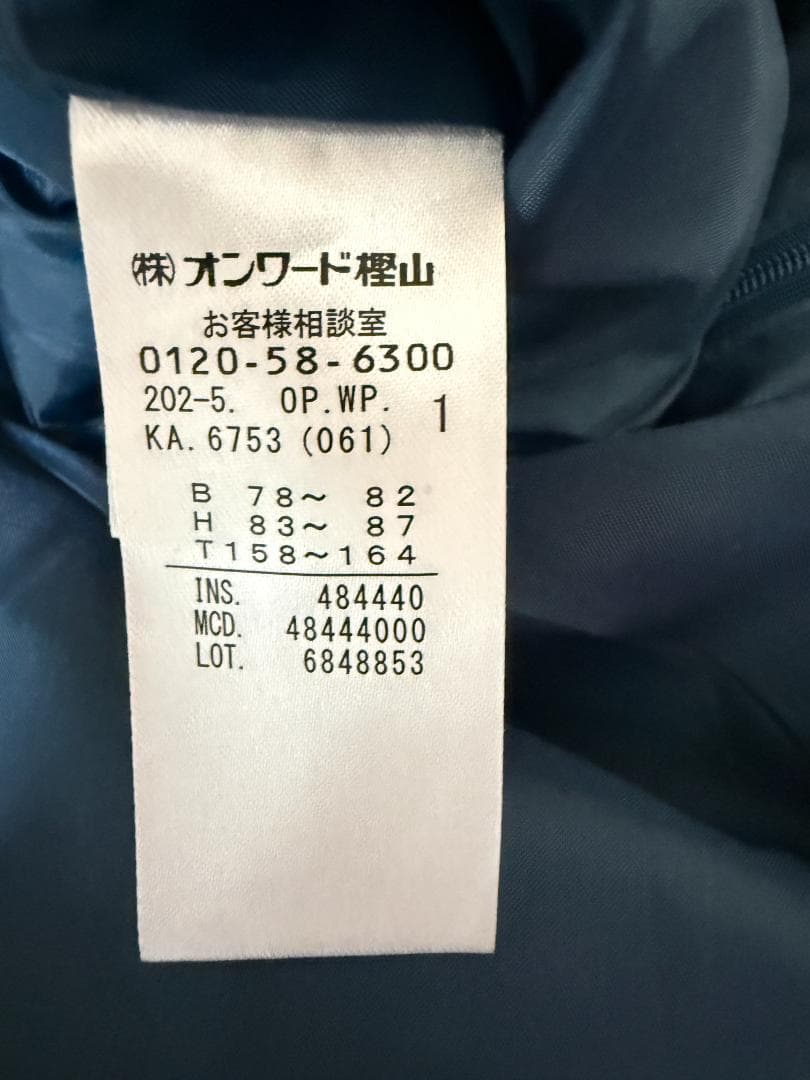 ㈱オンワード樫山
お客様相談室
0120-58-6300
202-5. OP.WP. 1
KA.6753(061)
B 78～ 82
H 83～ 87
T158～164
INS. 484440
MCD. 48444000
LOT. 6848853